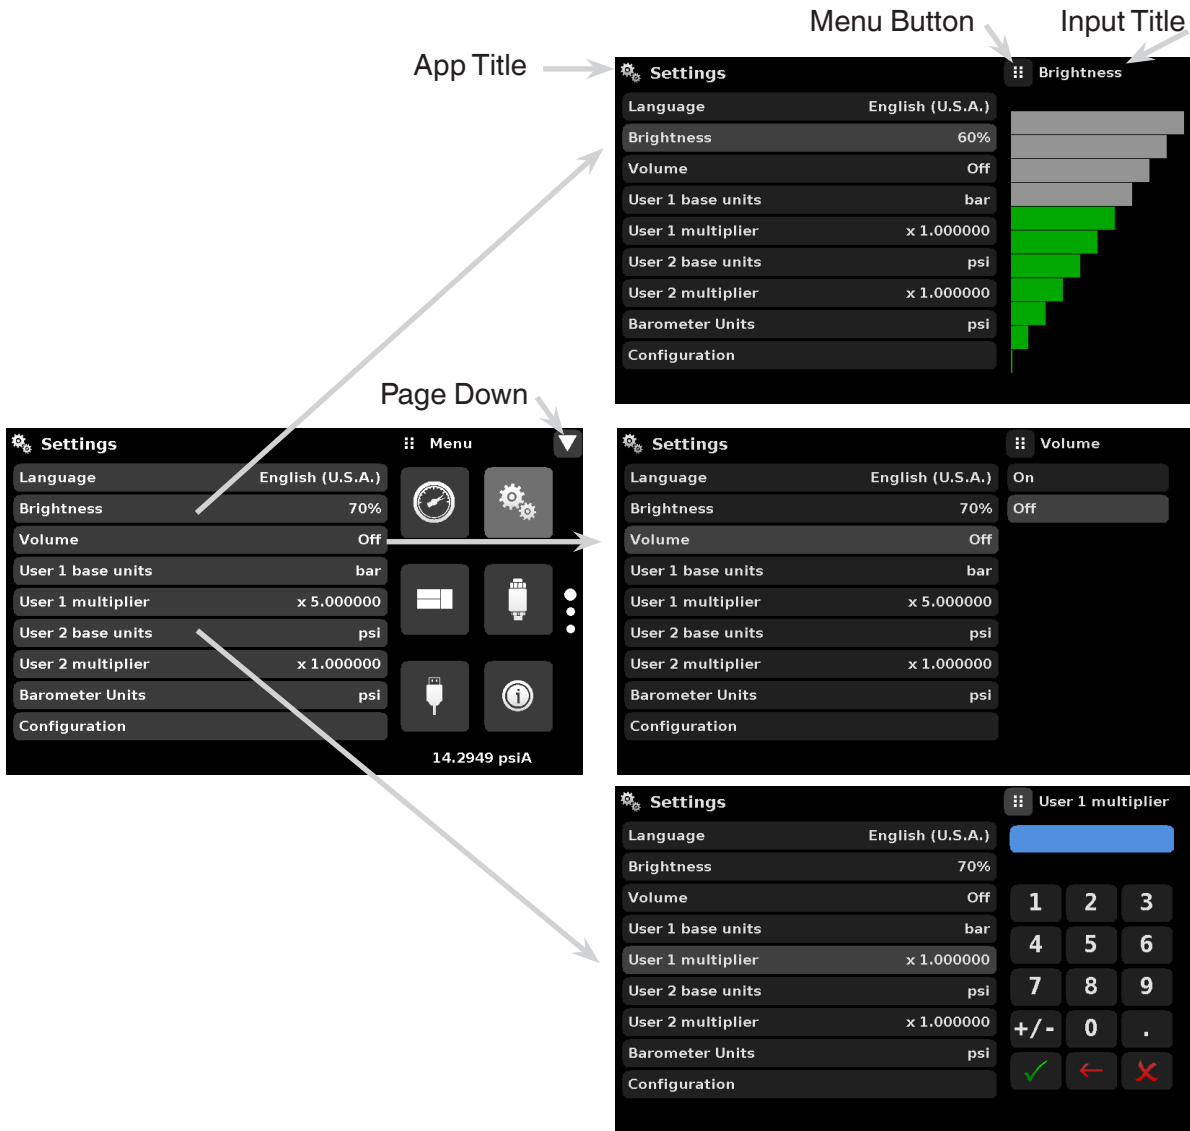 Menu Button
Input Title
App Title
Settings
Brightness
Language English (U.S.A.)
Brightness 60%
Volume Off
User 1 base units bar
User 1 multiplier x 1.000000
User 2 base units psi
User 2 multiplier x 1.000000
Barometer Units psi
Configuration
Page Down
Settings
Menu
Language English (U.S.A.)
Brightness 70%
Volume Off
User 1 base units bar
User 1 multiplier x 5.000000
User 2 base units psi
User 2 multiplier x 1.000000
Barometer Units psi
Configuration
14.2949 psiA
Settings
Volume
Language English (U.S.A.)
Brightness 70%
Volume Off
User 1 base units bar
User 1 multiplier x 5.000000
User 2 base units psi
User 2 multiplier x 1.000000
Barometer Units psi
Configuration
On
Off
Settings
User 1 multiplier
Language English (U.S.A.)
Brightness 70%
Volume Off
User 1 base units bar
User 1 multiplier x 1.000000
User 2 base units psi
User 2 multiplier x 1.000000
Barometer Units psi
Configuration
1 2 3
4 5 6
7 8 9
+/- 0 .